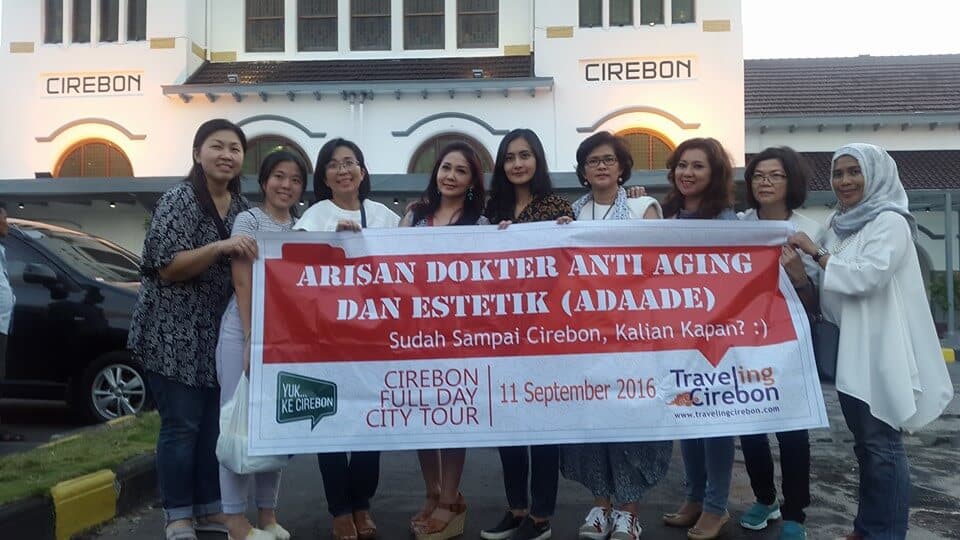 CIREBON
CIREBON
ARISAN DOKTER ANTI AGING
DAN ESTETIK (ADAADE)
Sudah Sampai Cirebon, Kalian Kapan? :)
YUK...
KE CIREBON
CIREBON
FULL DAY
CITY TOUR
11 September 2016
Traveling
Cirebon
www.travelingcirebon.com